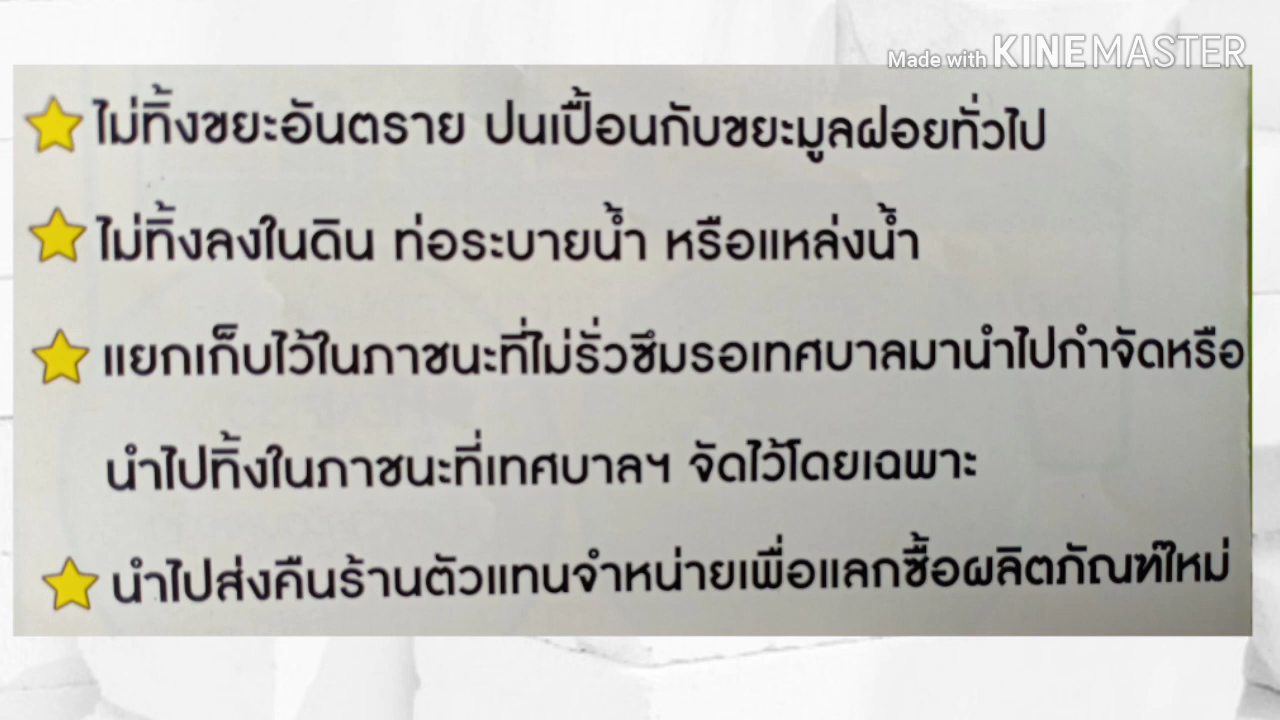 Made with KINEMASTER
ไม่ทิ้งขยะอันตราย ปนเปื้อนกับขยะมูลฝอยทั่วไป
ไม่ทิ้งลงในดิน ท่อระบายน้ำ หรือแหล่งน้ำ
แยกเก็บไว้ในภาชนะที่ไม่รั่วซึมรอเทศบาลมานำไปกำจัดหรือ
นำไปทิ้งในภาชนะที่เทศบาลฯ จัดไว้โดยเฉพาะ
นำไปส่งคืนร้านตัวแทนจำหน่ายเพื่อแลกซื้อผลิตภัณฑ์ใหม่